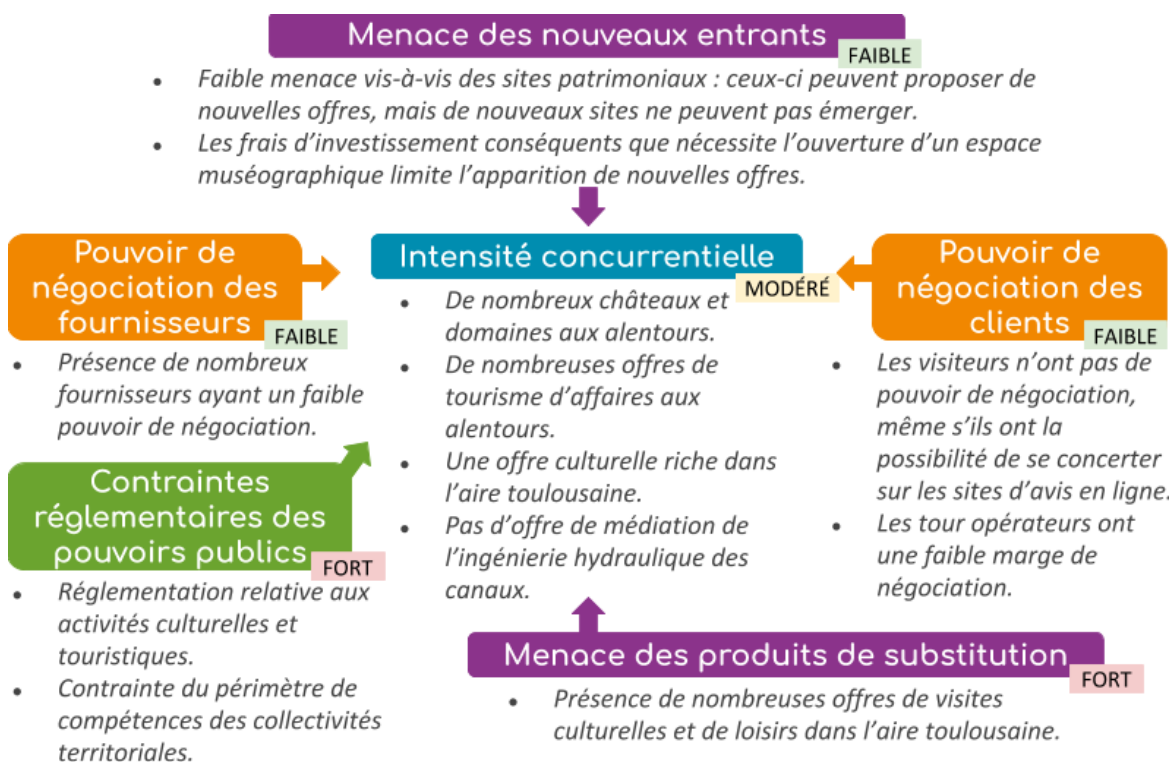 Menace des nouveaux entrants
FAIBLE
• Faible menace vis-à-vis des sites patrimoniaux : ceux-ci peuvent proposer de
nouvelles offres, mais de nouveaux sites ne peuvent pas émerger.
• Les frais d’investissement conséquents que nécessite l’ouverture d’un espace
muséographique limite l’apparition de nouvelles offres.
Pouvoir de
négociation des
fournisseurs
FAIBLE
• Présence de nombreux
fournisseurs ayant un faible
pouvoir de négociation.
Contraintes
réglementaires des
pouvoirs publics
FORT
• Réglementation relative aux
activités culturelles et
touristiques.
• Contrainte du périmètre de
compétences des collectivités
territoriales.
Intensité concurrentielle
MODÉRÉ
• De nombreux châteaux et
domaines aux alentours.
• De nombreuses offres de
tourisme d’affaires aux
alentours.
• Une offre culturelle riche dans
l’aire toulousaine.
• Pas d’offre de médiation de
l’ingénierie hydraulique des
canaux.
Pouvoir de
négociation des
clients
FAIBLE
• Les visiteurs n’ont pas de
pouvoir de négociation,
même s’ils ont la
possibilité de se concerter
sur les sites d’avis en ligne.
• Les tour opérateurs ont
une faible marge de
négociation.
Menace des produits de substitution
FORT
• Présence de nombreuses offres de visites
culturelles et de loisirs dans l’aire toulousaine.